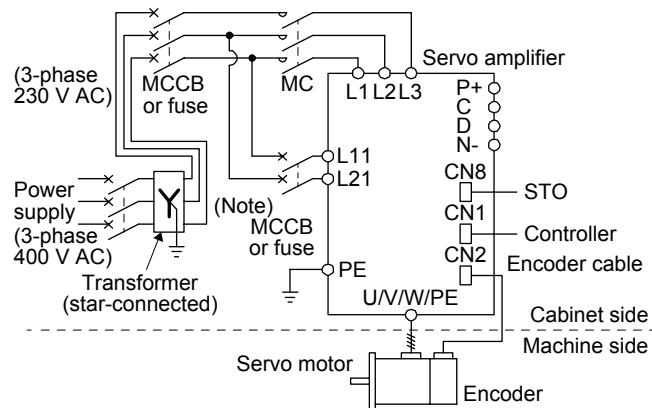 (3-phase
230 V AC)
MCCB
or fuse
MC
Servo amplifier
L1 L2 L3
P+
C
D
N-
L11
L21
CN8
STO
CN1
Controller
CN2
Encoder cable
Power
supply
(3-phase
400 V AC)
(Note)
MCCB
or fuse
Transformer
(star-connected)
PE
U/V/W/PE
Cabinet side
Machine side
Servo motor
Encoder